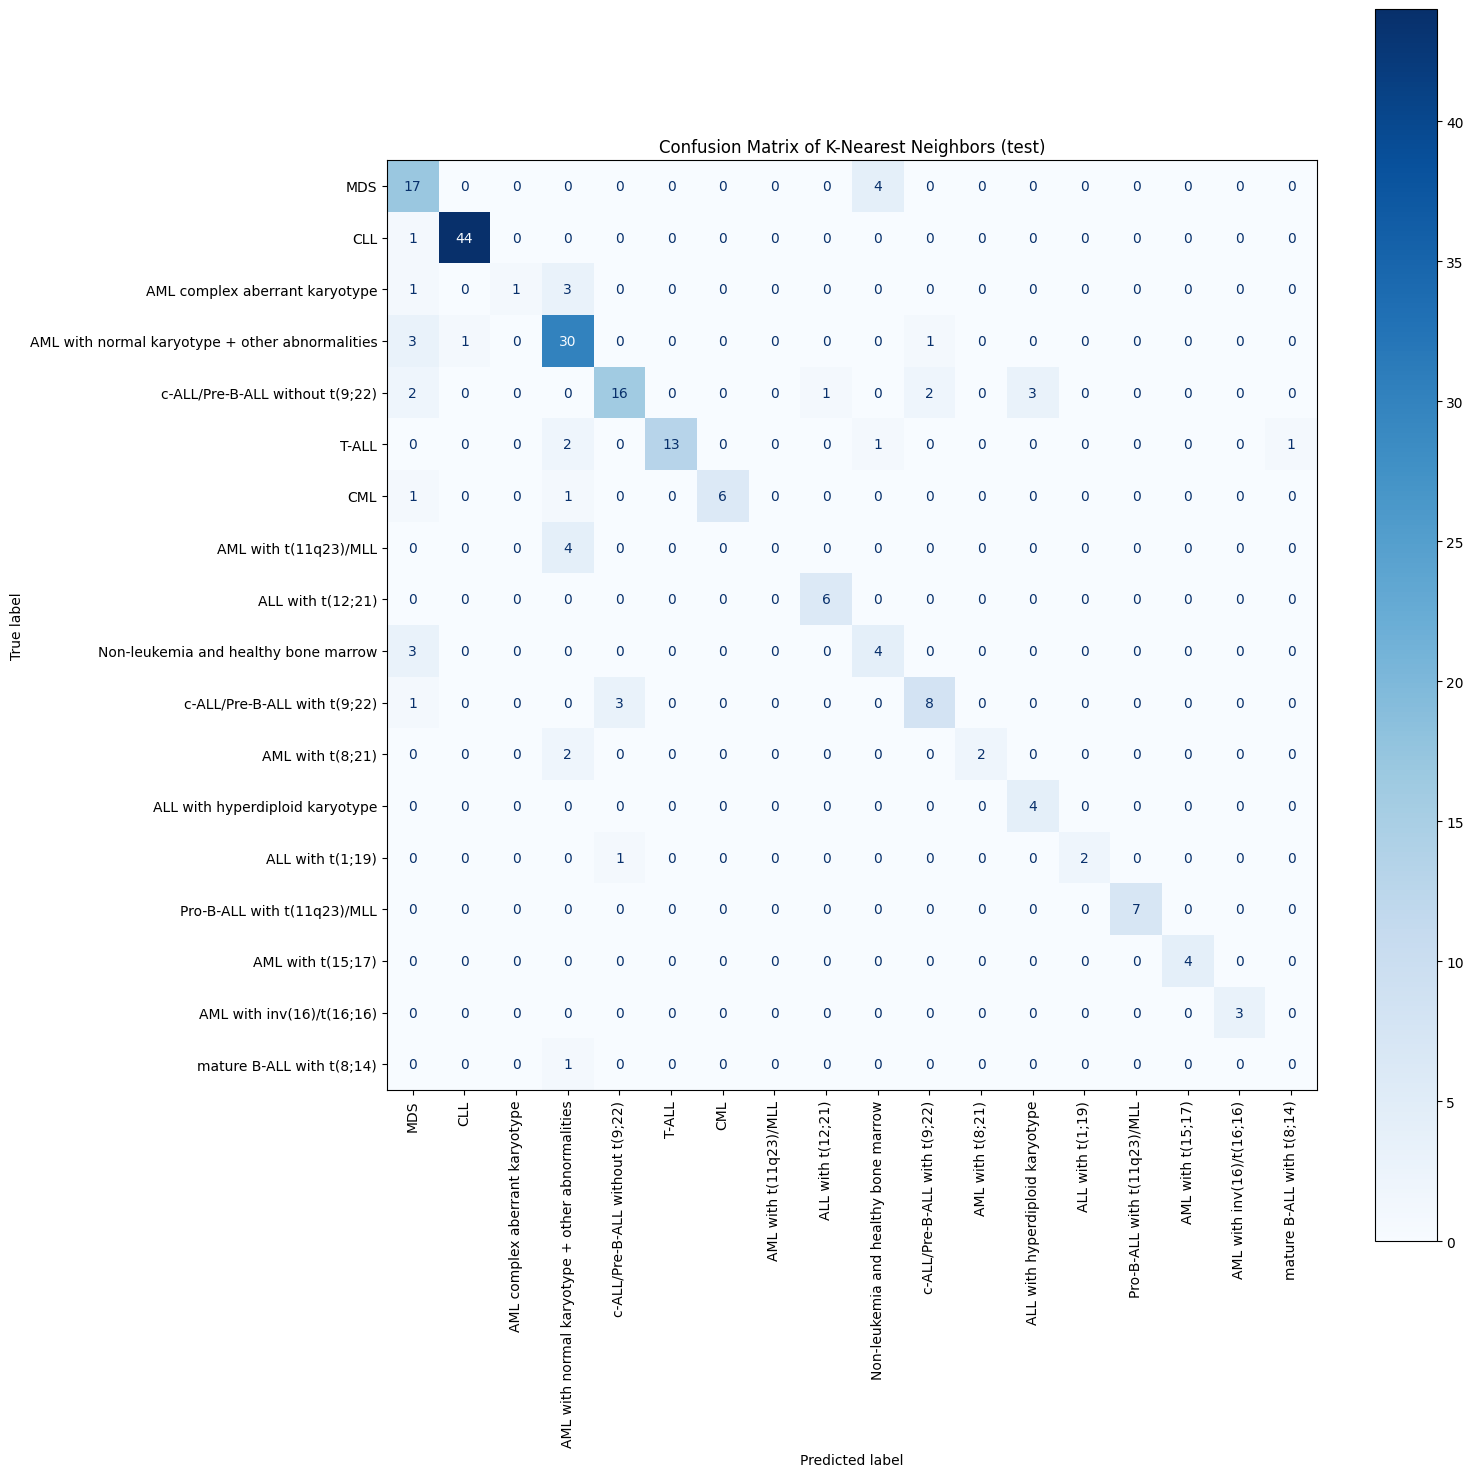 Confusion Matrix of K-Nearest Neighbors (test)
True label
MDS 17 0 0 0 0 0 0 0 0 4 0 0 0 0 0 0 0 0
CLL 1 44 0 0 0 0 0 0 0 0 0 0 0 0 0 0 0 0
AML complex aberrant karyotype 1 0 1 3 0 0 0 0 0 0 0 0 0 0 0 0 0 0
AML with normal karyotype + other abnormalities 3 1 0 30 0 0 0 0 0 0 1 0 0 0 0 0 0 0
c-ALL/Pre-B-ALL without t(9;22) 2 0 0 0 16 0 0 0 1 0 2 0 3 0 0 0 0 0
T-ALL 0 0 0 2 0 13 0 0 0 1 0 0 0 0 0 0 0 1
CML 1 0 0 1 0 0 6 0 0 0 0 0 0 0 0 0 0 0
AML with t(11q23)/MLL 0 0 0 4 0 0 0 0 0 0 0 0 0 0 0 0 0 0
ALL with t(12;21) 0 0 0 0 0 0 0 0 6 0 0 0 0 0 0 0 0 0
Non-leukemia and healthy bone marrow 3 0 0 0 0 0 0 0 0 4 0 0 0 0 0 0 0 0
c-ALL/Pre-B-ALL with t(9;22) 1 0 0 0 3 0 0 0 0 0 8 0 0 0 0 0 0 0
AML with t(8;21) 0 0 0 2 0 0 0 0 0 0 0 2 0 0 0 0 0 0
ALL with hyperdiploid karyotype 0 0 0 0 0 0 0 0 0 0 0 0 4 0 0 0 0 0
ALL with t(1;19) 0 0 0 0 1 0 0 0 0 0 0 0 0 2 0 0 0 0
Pro-B-ALL with t(11q23)/MLL 0 0 0 0 0 0 0 0 0 0 0 0 0 0 7 0 0 0
AML with t(15;17) 0 0 0 0 0 0 0 0 0 0 0 0 0 0 0 4 0 0
AML with inv(16)/t(16;16) 0 0 0 0 0 0 0 0 0 0 0 0 0 0 0 0 3 0
mature B-ALL with t(8;14) 0 0 0 1 0 0 0 0 0 0 0 0 0 0 0 0 0 0
MDS
CLL
AML complex aberrant karyotype
AML with normal karyotype + other abnormalities
c-ALL/Pre-B-ALL without t(9;22)
T-ALL
CML
AML with t(11q23)/MLL
ALL with t(12;21)
Non-leukemia and healthy bone marrow
c-ALL/Pre-B-ALL with t(9;22)
AML with t(8;21)
ALL with hyperdiploid karyotype
ALL with t(1;19)
Pro-B-ALL with t(11q23)/MLL
AML with t(15;17)
AML with inv(16)/t(16;16)
mature B-ALL with t(8;14)
Predicted label
40
35
30
25
20
15
10
5
0